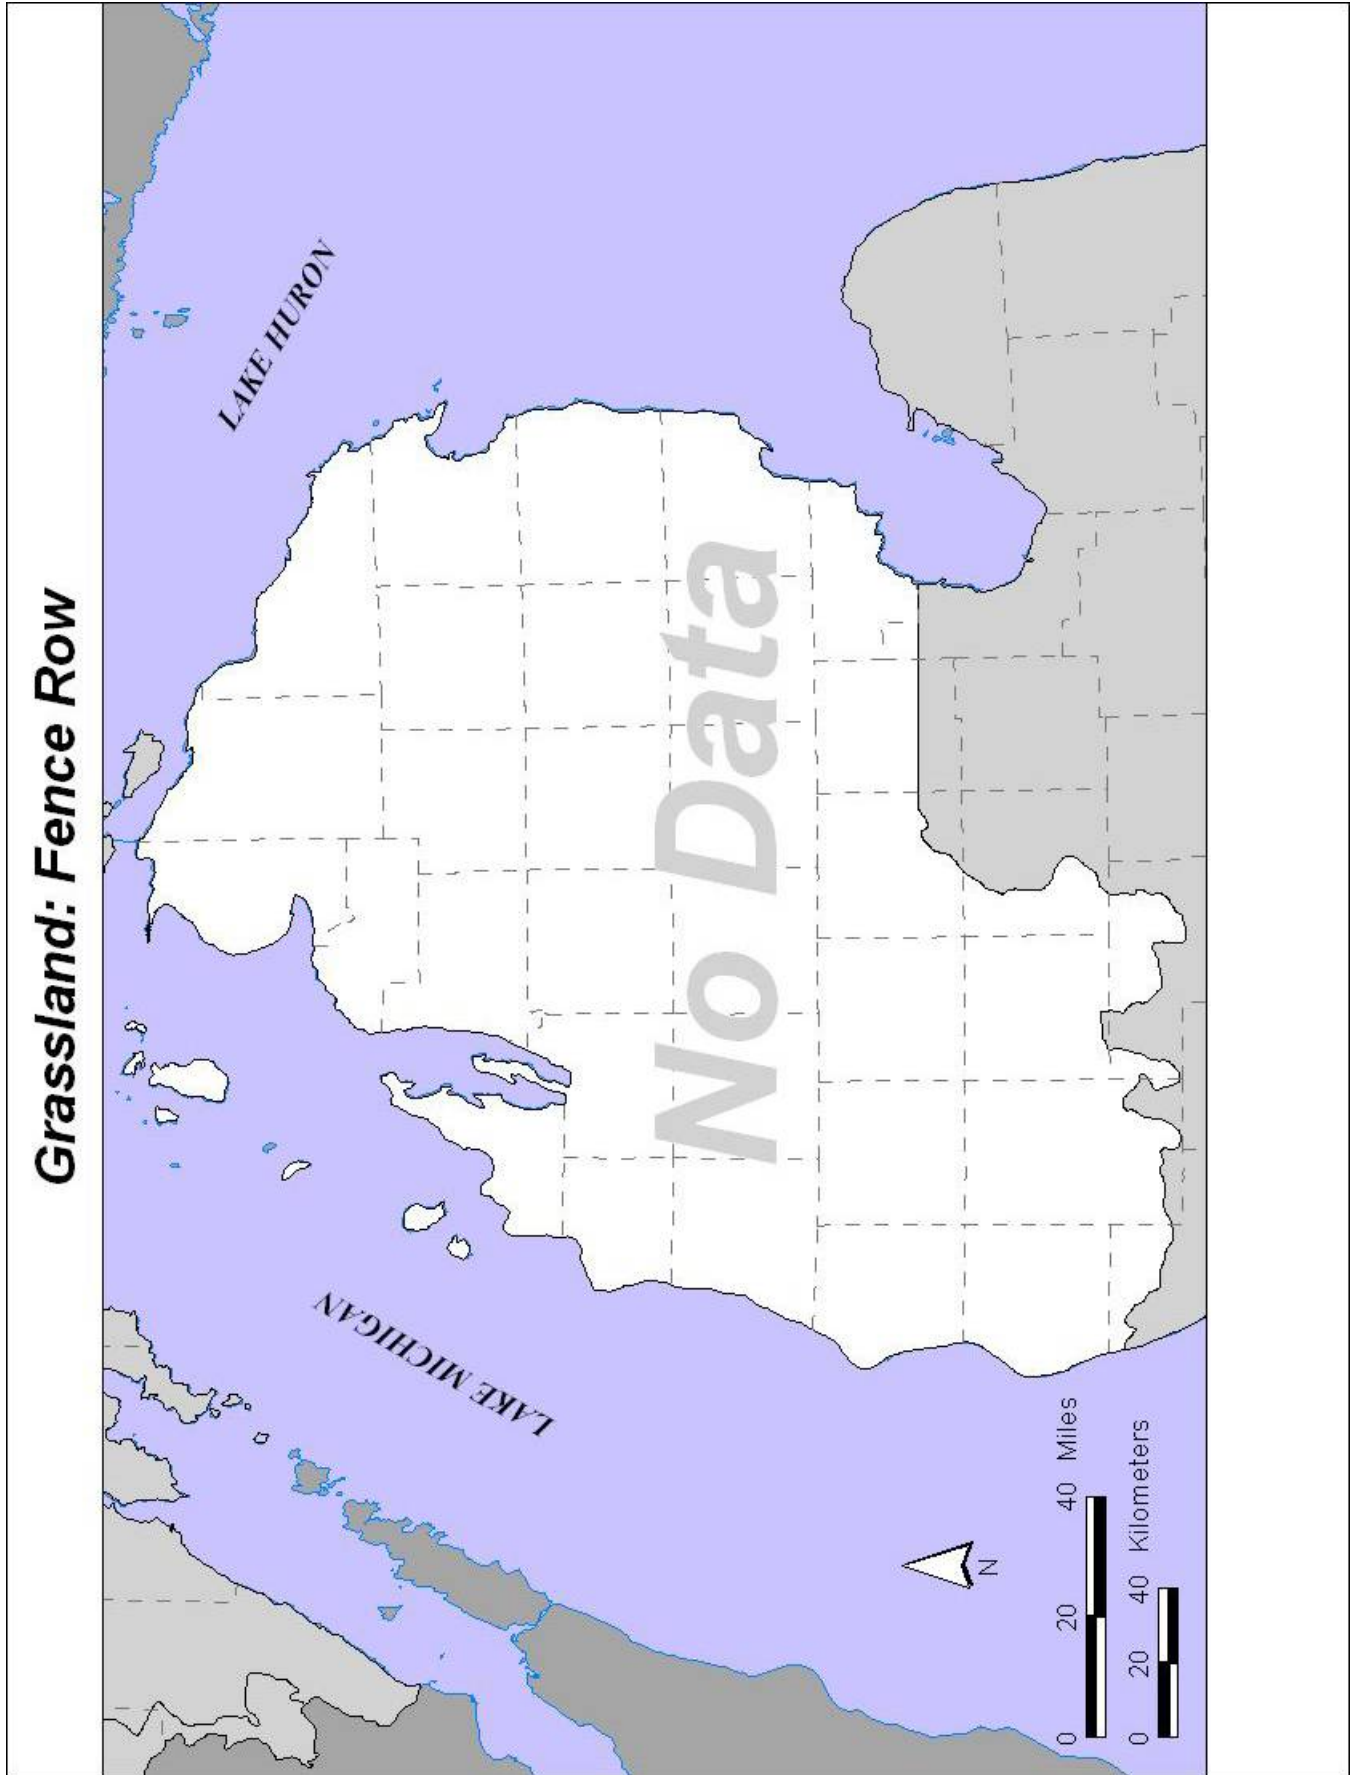 Grassland: Fence Row
LAKE HURON
LAKE MICHIGAN
No Data
N
0 20 40 Miles
0 20 40 Kilometers